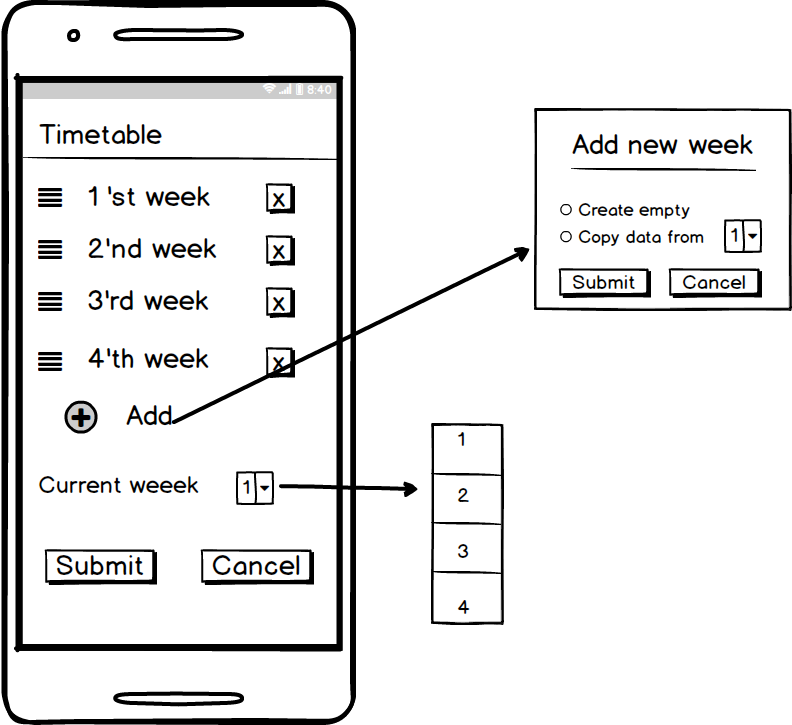 8:40
Timetable
1'st week x
2'nd week x
3'rd week x
4'th week x
Add
Current weeek 1
Submit Cancel
Add new week
Create empty
Copy data from 1
Submit Cancel
1
2
3
4